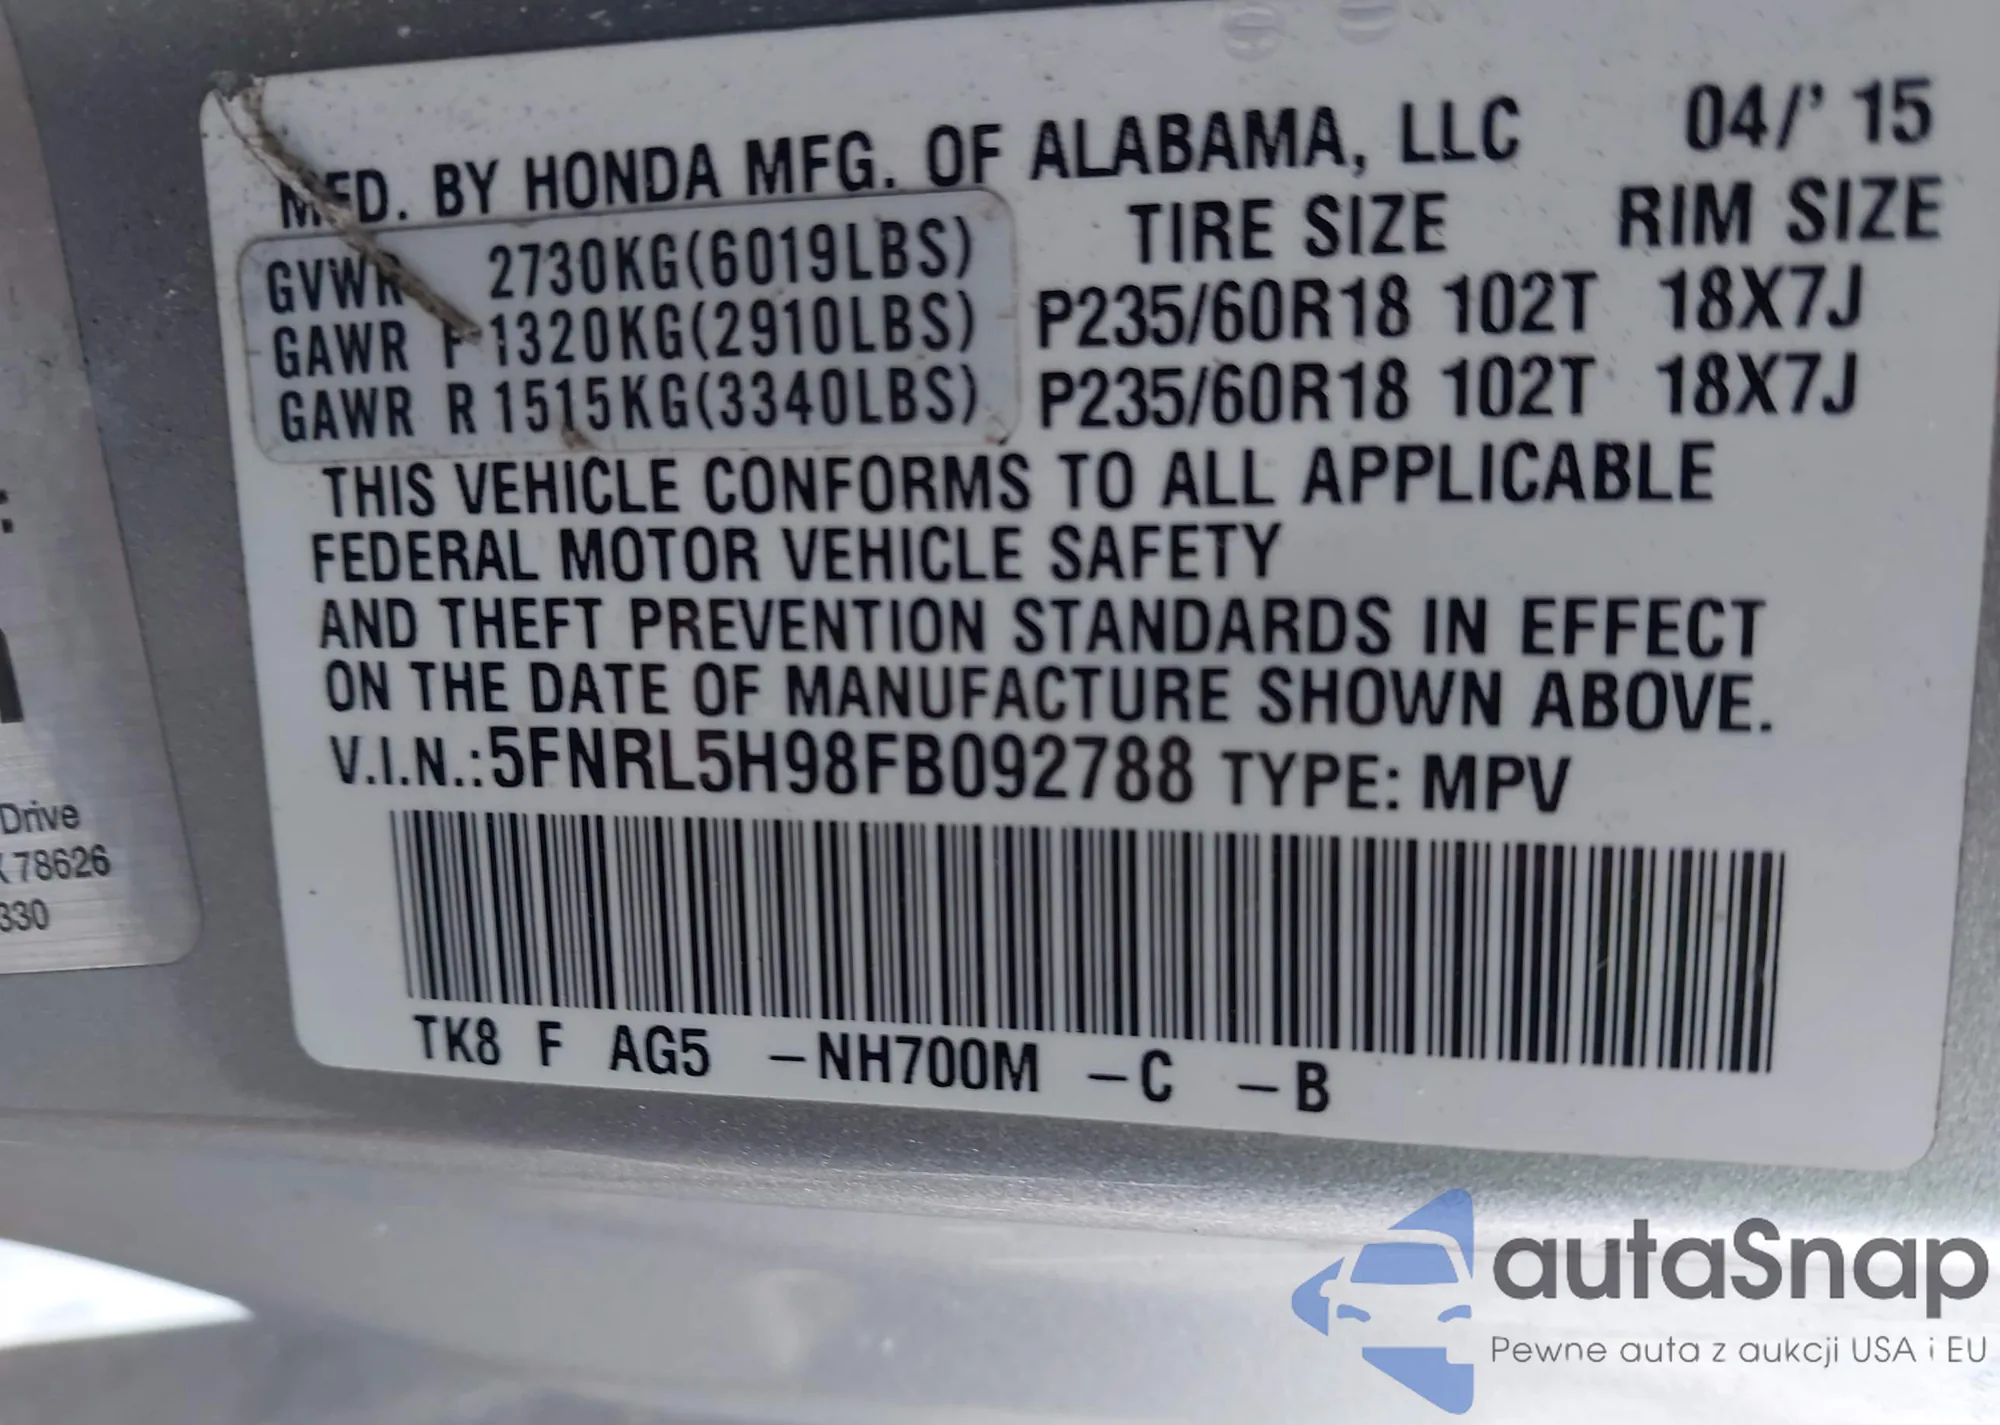 MFD. BY HONDA MFG. OF ALABAMA, LLC 04/'15
TIRE SIZE RIM SIZE
GVWR 2730KG(6019LBS)
GAWR F 1320KG(2910LBS) P235/60R18 102T 18X7J
GAWR R 1515KG(3340LBS) P235/60R18 102T 18X7J
THIS VEHICLE CONFORMS TO ALL APPLICABLE
FEDERAL MOTOR VEHICLE SAFETY
AND THEFT PREVENTION STANDARDS IN EFFECT
ON THE DATE OF MANUFACTURE SHOWN ABOVE.
V.I.N.:5FNRL5H98FB092788 TYPE: MPV
TK8 F AG5 –NH700M –C –B
Drive
78626
330
autaSnap
Pewne auta z aukcji USA i EU